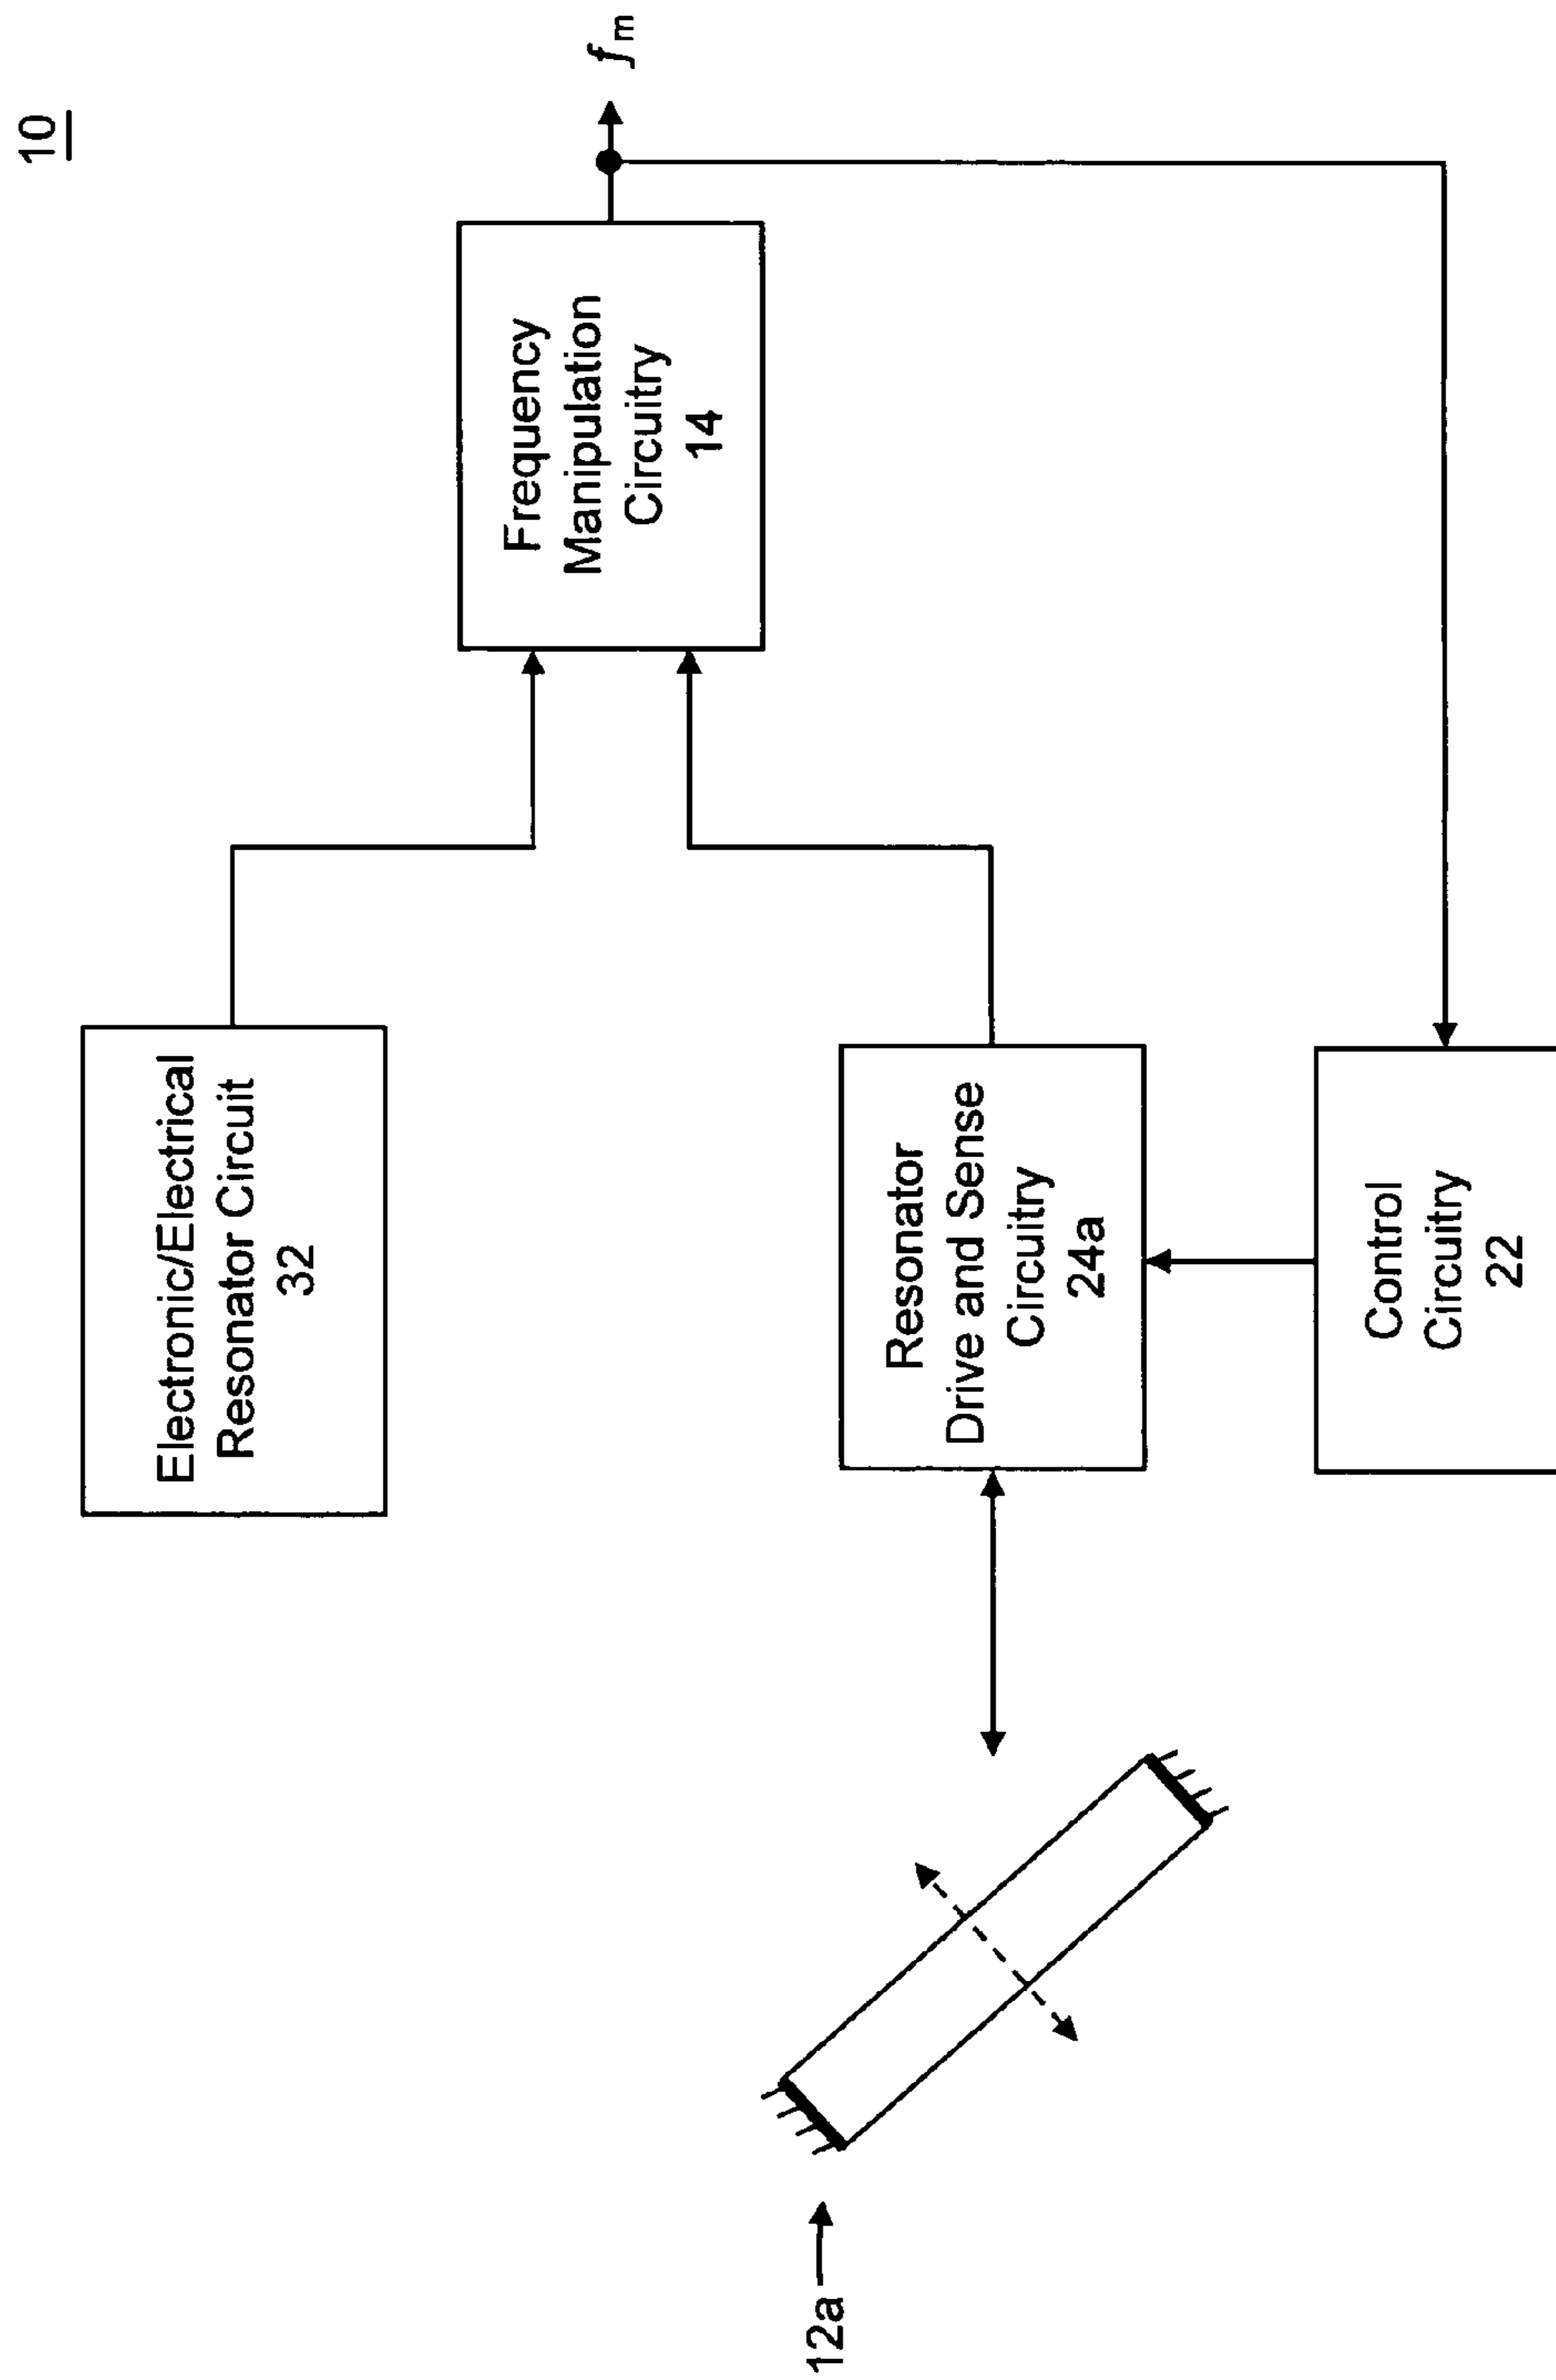 10
Electronic/Electrical
Resonator Circuit
32
Frequency
Manipulation
Circuitry
14
fm
12a
Resonator
Drive and Sense
Circuitry
24a
Control
Circuitry
22